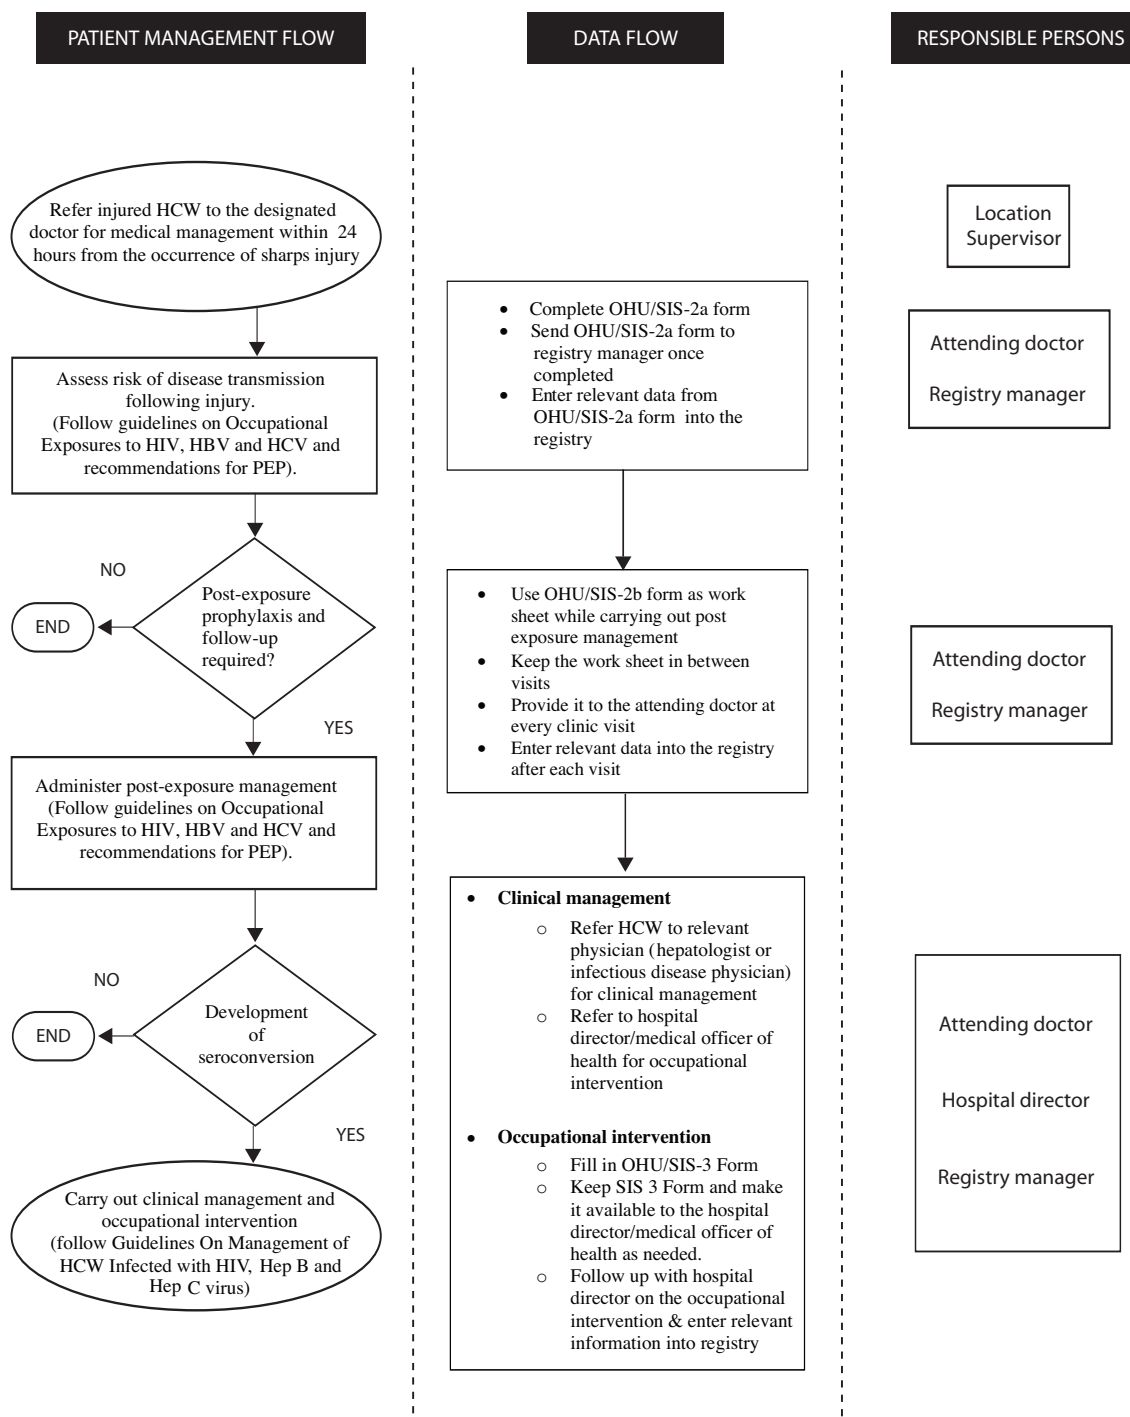 PATIENT MANAGEMENT FLOW
DATA FLOW
RESPONSIBLE PERSONS
Refer injured HCW to the designated
doctor for medical management within 24
hours from the occurrence of sharps injury
Assess risk of disease transmission
following injury.
(Follow guidelines on Occupational
Exposures to HIV, HBV and HCV and
recommendations for PEP).
NO
END
Post-exposure
prophylaxis and
follow-up
required?
YES
Administer post-exposure management
(Follow guidelines on Occupational
Exposures to HIV, HBV and HCV and
recommendations for PEP).
NO
END
Development
of
seroconversion
YES
Carry out clinical management and
occupational intervention
(follow Guidelines On Management of
HCW Infected with HIV, Hep B and
Hep C virus)
• Complete OHU/SIS-2a form
• Send OHU/SIS-2a form to
registry manager once
completed
• Enter relevant data from
OHU/SIS-2a form into the
registry
• Use OHU/SIS-2b form as work
sheet while carrying out post
exposure management
• Keep the work sheet in between
visits
• Provide it to the attending doctor at
every clinic visit
• Enter relevant data into the registry
after each visit
• Clinical management
o Refer HCW to relevant
physician (hepatologist or
infectious disease physician)
for clinical management
o Refer to hospital
director/medical officer of
health for occupational
intervention
• Occupational intervention
o Fill in OHU/SIS-3 Form
o Keep SIS 3 Form and make
it available to the hospital
director/medical officer of
health as needed.
o Follow up with hospital
director on the occupational
intervention & enter relevant
information into registry
Location
Supervisor
Attending doctor
Registry manager
Attending doctor
Registry manager
Attending doctor
Hospital director
Registry manager